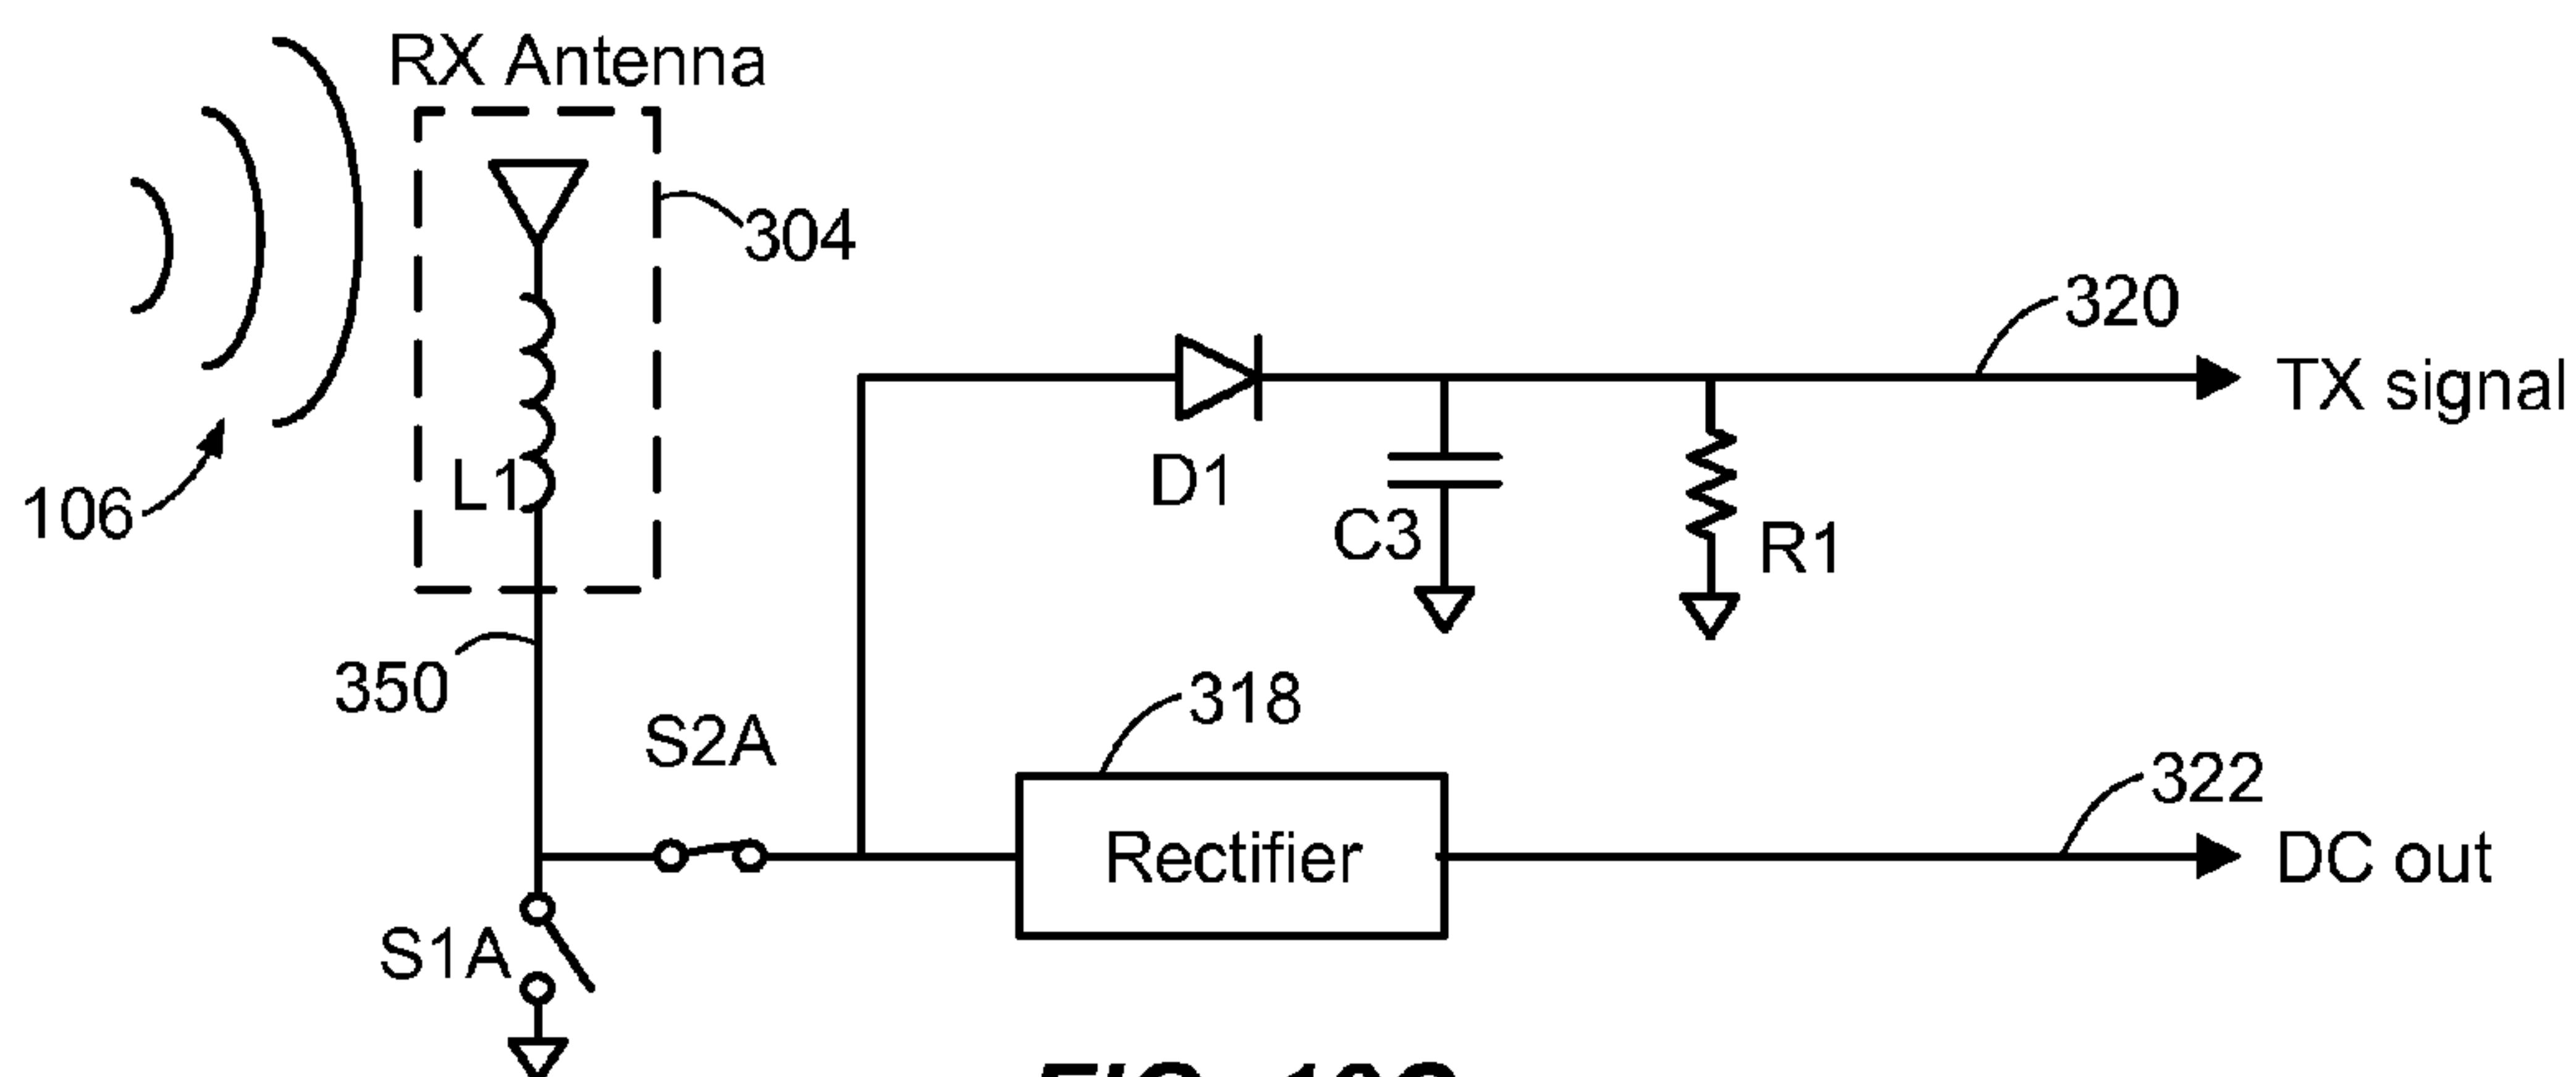 RX Antenna
304
320
TX signal
L1
D1
106
C3
R1
350
318
S2A
322
Rectifier
DC out
S1A